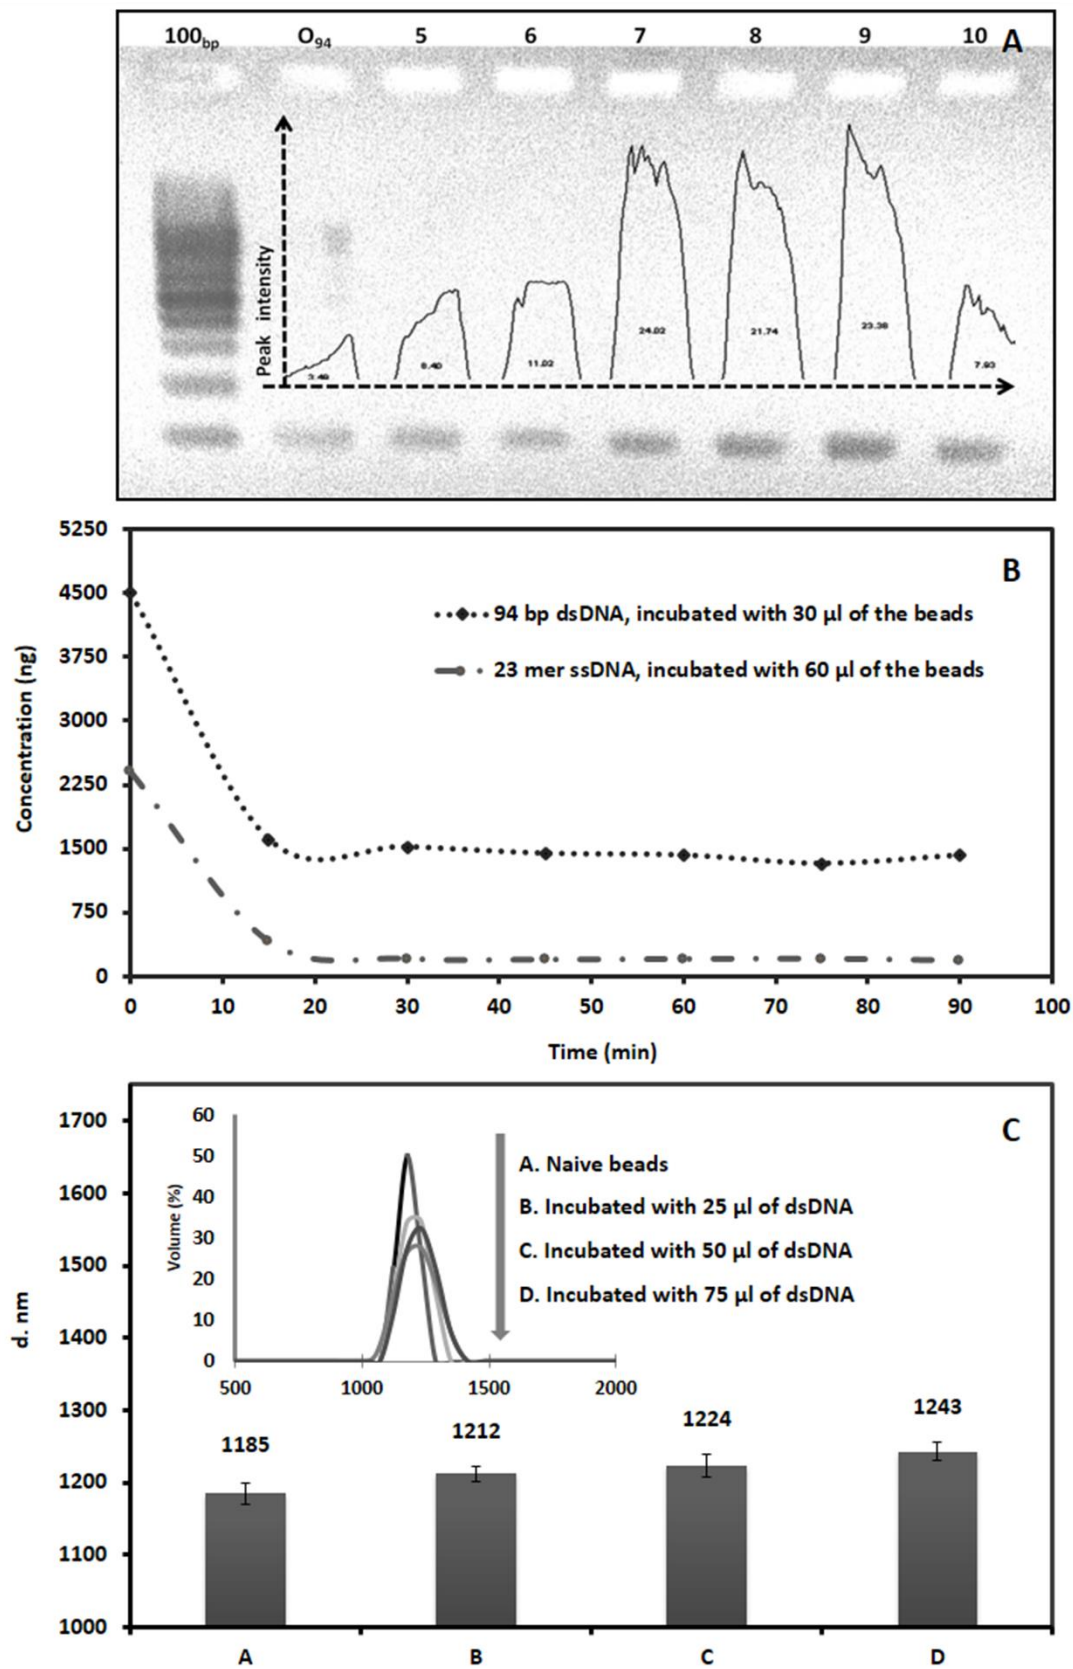 100bp O94 5 6 7 8 9 10 A
Peak intensity
3.46 8.40 11.02 24.02 21.74 23.38 7.93
B
5250
4500
3750
3000
2250
1500
750
0
Concentration (ng)
94 bp dsDNA, incubated with 30 µl of the beads
23 mer ssDNA, incubated with 60 µl of the beads
0 10 20 30 40 50 60 70 80 90 100
Time (min)
C
1700
1600
1500
1400
1300
1200
1100
1000
d. nm
60
50
40
30
20
10
0
Volume (%)
500 1000 1500 2000
A. Naive beads
B. Incubated with 25 µl of dsDNA
C. Incubated with 50 µl of dsDNA
D. Incubated with 75 µl of dsDNA
1185 1212 1224 1243
A B C D